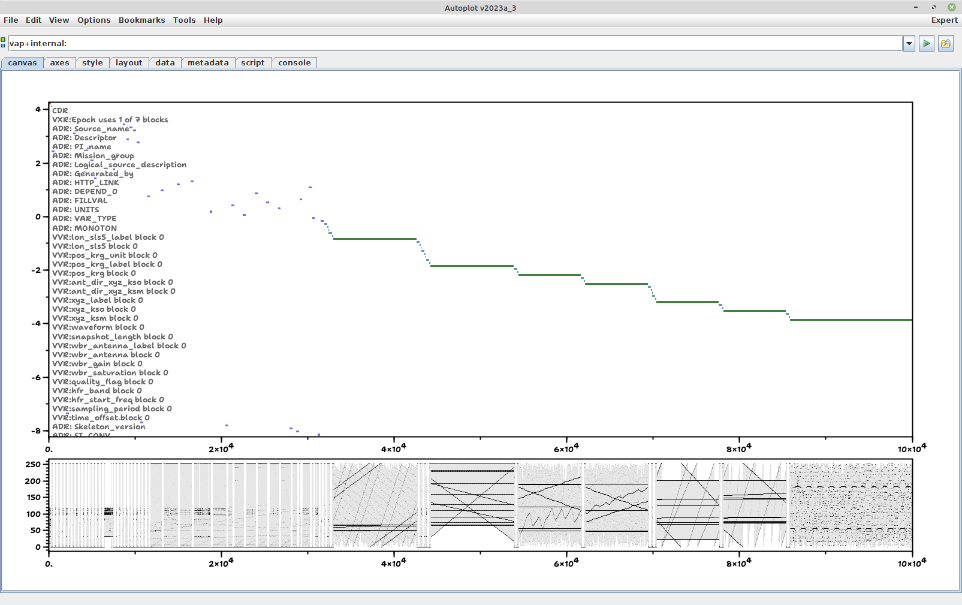 Autoplot v2023a_3
File Edit View Options Bookmarks Tools Help Expert
vap+internal:
canvas axes style layout data metadata script console
CDR
VXR:Epoch uses 1 of 7 blocks
ADR: Source_name
ADR: Descriptor
ADR: PI_name
ADR: Mission_group
ADR: Logical_source_description
ADR: Generated_by
ADR: HTTP_LINK
ADR: DEPEND_0
ADR: FILLVAL
ADR: UNITS
ADR: VAR_TYPE
ADR: MONOTON
VVR:lon_sls5_label block 0
VVR:lon_sls5 block 0
VVR:pos_krg_unit block 0
VVR:pos_krg_label block 0
VVR:pos_krg block 0
VVR:ant_dir_xyz_kso block 0
VVR:ant_dir_xyz_ksm block 0
VVR:xyz_label block 0
VVR:xyz_kso block 0
VVR:xyz_ksm block 0
VVR:waveform block 0
VVR:snapshot_length block 0
VVR:wbr_antenna_label block 0
VVR:wbr_antenna block 0
VVR:wbr_gain block 0
VVR:wbr_saturation block 0
VVR:quality_flag block 0
VVR:hfr_band block 0
VVR:hfr_start_freq block 0
VVR:sampling_period block 0
VVR:time_offset block 0
ADR: Skeleton_version
ADR: SI_CONV
4
2
0
-2
-4
-6
-8
0. 2×10⁴ 4×10⁴ 6×10⁴ 8×10⁴ 10×10⁴
250
200
150
100
50
0
0. 2×10⁴ 4×10⁴ 6×10⁴ 8×10⁴ 10×10⁴